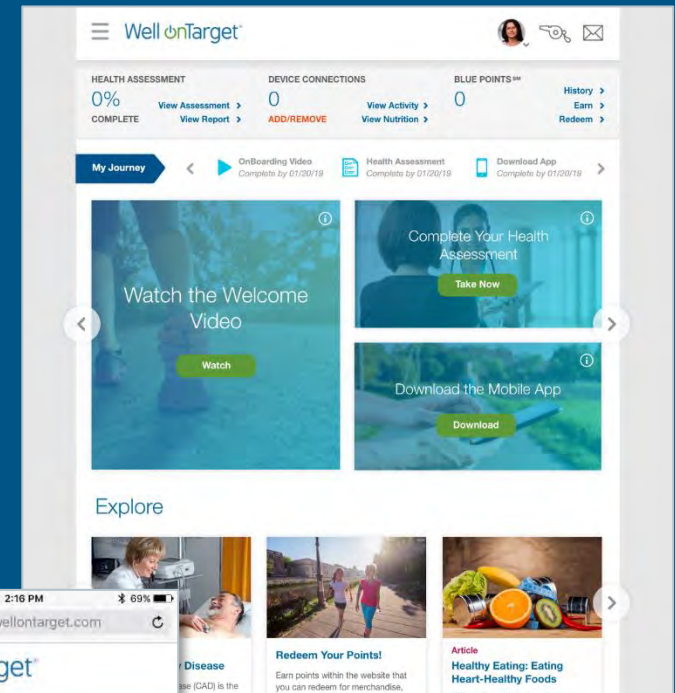 Well onTarget℠
HEALTH ASSESSMENT
0%
COMPLETE
View Assessment >
View Report >
DEVICE CONNECTIONS
0
ADD/REMOVE
View Activity >
View Nutrition >
BLUE POINTS℠
0
History >
Earn >
Redeem >
My Journey
OnBoarding Video
Complete by 01/20/19
Health Assessment
Complete by 01/20/19
Download App
Complete by 01/20/19
Watch the Welcome
Video
Watch
Complete Your Health
Assessment
Take Now
Download the Mobile App
Download
Explore
Disease
(CAD) is the
Redeem Your Points!
Earn points within the website that
you can redeem for merchandise,
Article
Healthy Eating: Eating
Heart-Healthy Foods
2:16 PM
69%
wellontarget.com
get